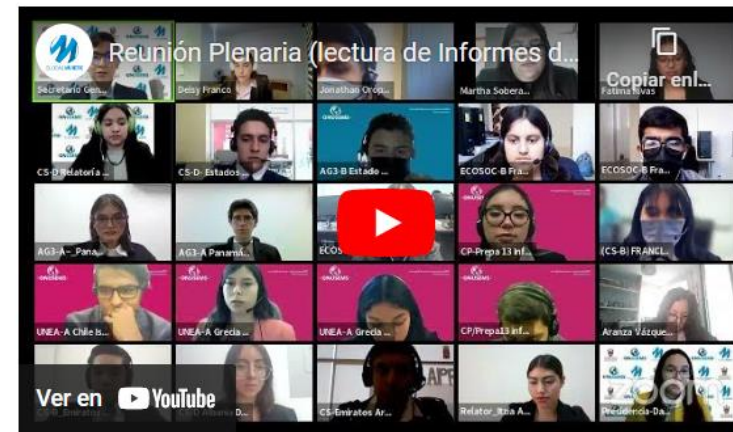 Reunión Plenaria (lectura de Informes d...
Copiar enl...
Secretario Gen...
Deisy Franco
Jonathan Orop...
Martha Sobera...
Fatima Rivas
CS-D Relatoría ...
CS-D- Estados ...
AG3-B Estado ...
ECOSOC-B Fra...
ECOSOC-B Fra...
AG3-A-_Pana...
AG3-A Panamá...
ECOS
CP-Prepa 13 Inf...
(CS-B) FRANCI...
UNEA-A Chile Is...
UNEA-A Grecia ...
UNEA-A Grecia ...
CP/Prepa13 inf...
Aranza Vázque...
Ver en YouTube
CS-Emiratos Ar...
Relator_Itzia A...
Presidencia-Da...
zoom